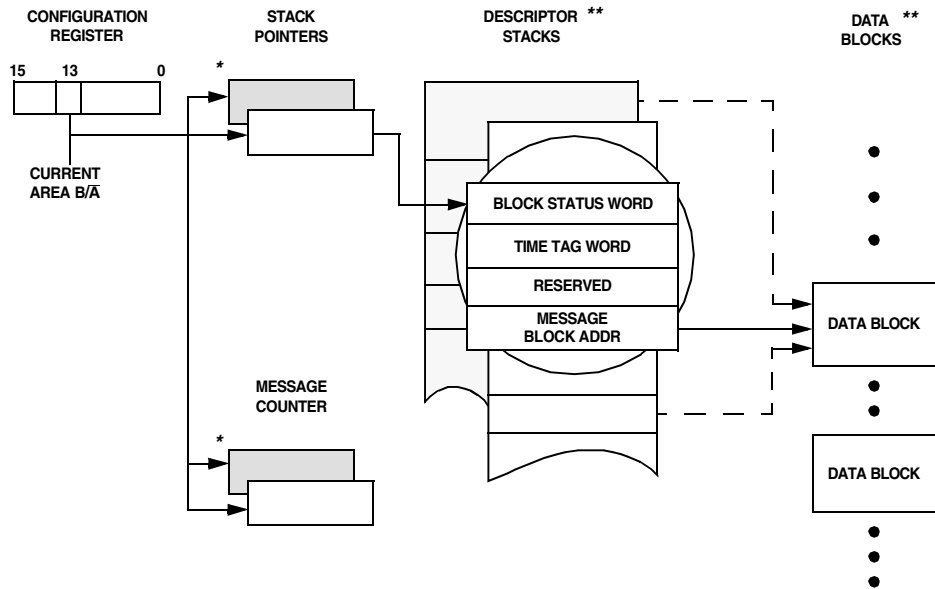 CONFIGURATION
REGISTER
15 13 0
CURRENT
AREA B/A̅
STACK
POINTERS
*
MESSAGE
COUNTER
*
DESCRIPTOR **
STACKS
BLOCK STATUS WORD
TIME TAG WORD
RESERVED
MESSAGE
BLOCK ADDR
DATA **
BLOCKS
DATA BLOCK
DATA BLOCK